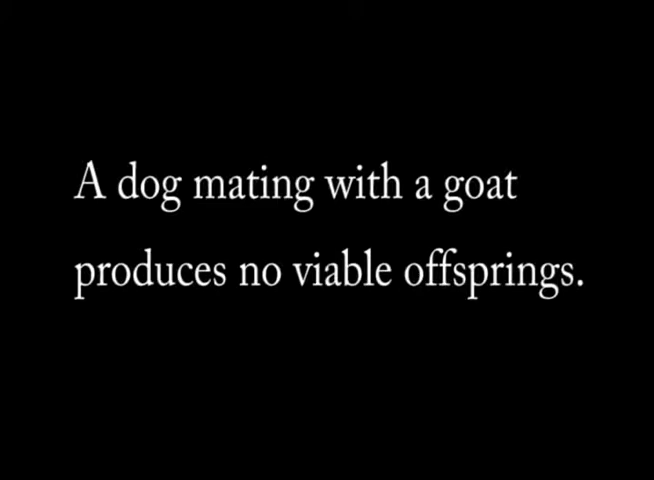 A dog mating with a goat
produces no viable offsprings.